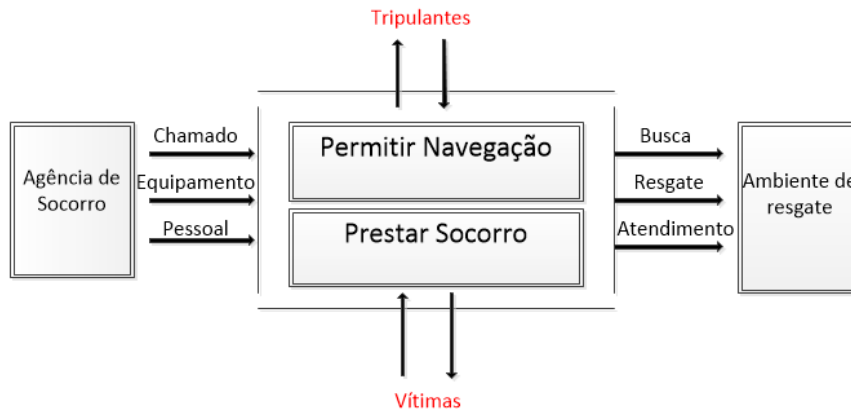 Tripulantes
Agência de
Socorro
Chamado
Equipamento
Pessoal
Permitir Navegação
Prestar Socorro
Busca
Resgate
Atendimento
Ambiente de
resgate
Vítimas